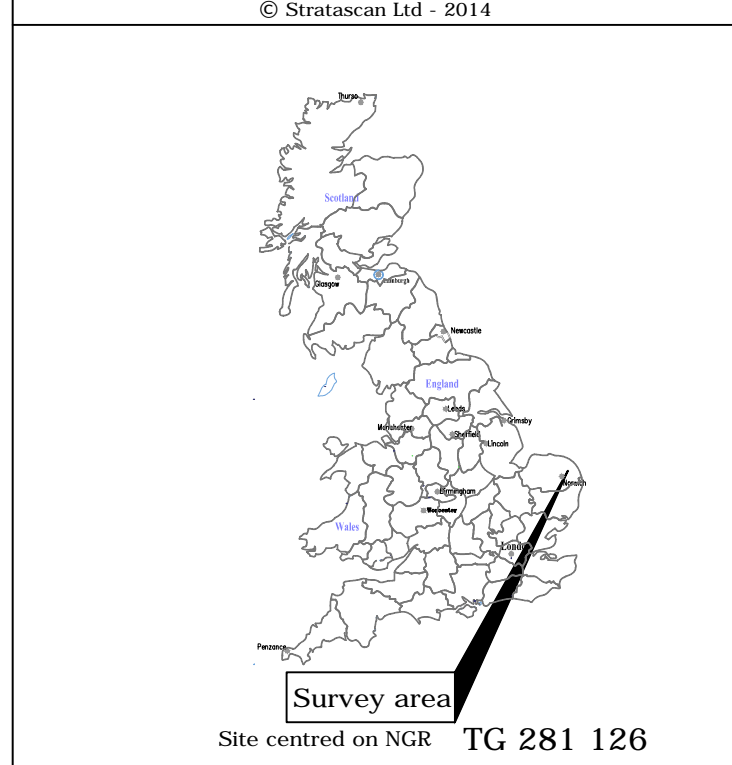 © Stratascan Ltd - 2014
Thurso
Scotland
Edinburgh
Glasgow
Newcastle
England
Leeds
Grimsby
Manchester
Sheffield
Lincoln
Norwich
Birmingham
Worcester
Wales
London
Penzance
Survey area
Site centred on NGR TG 281 126